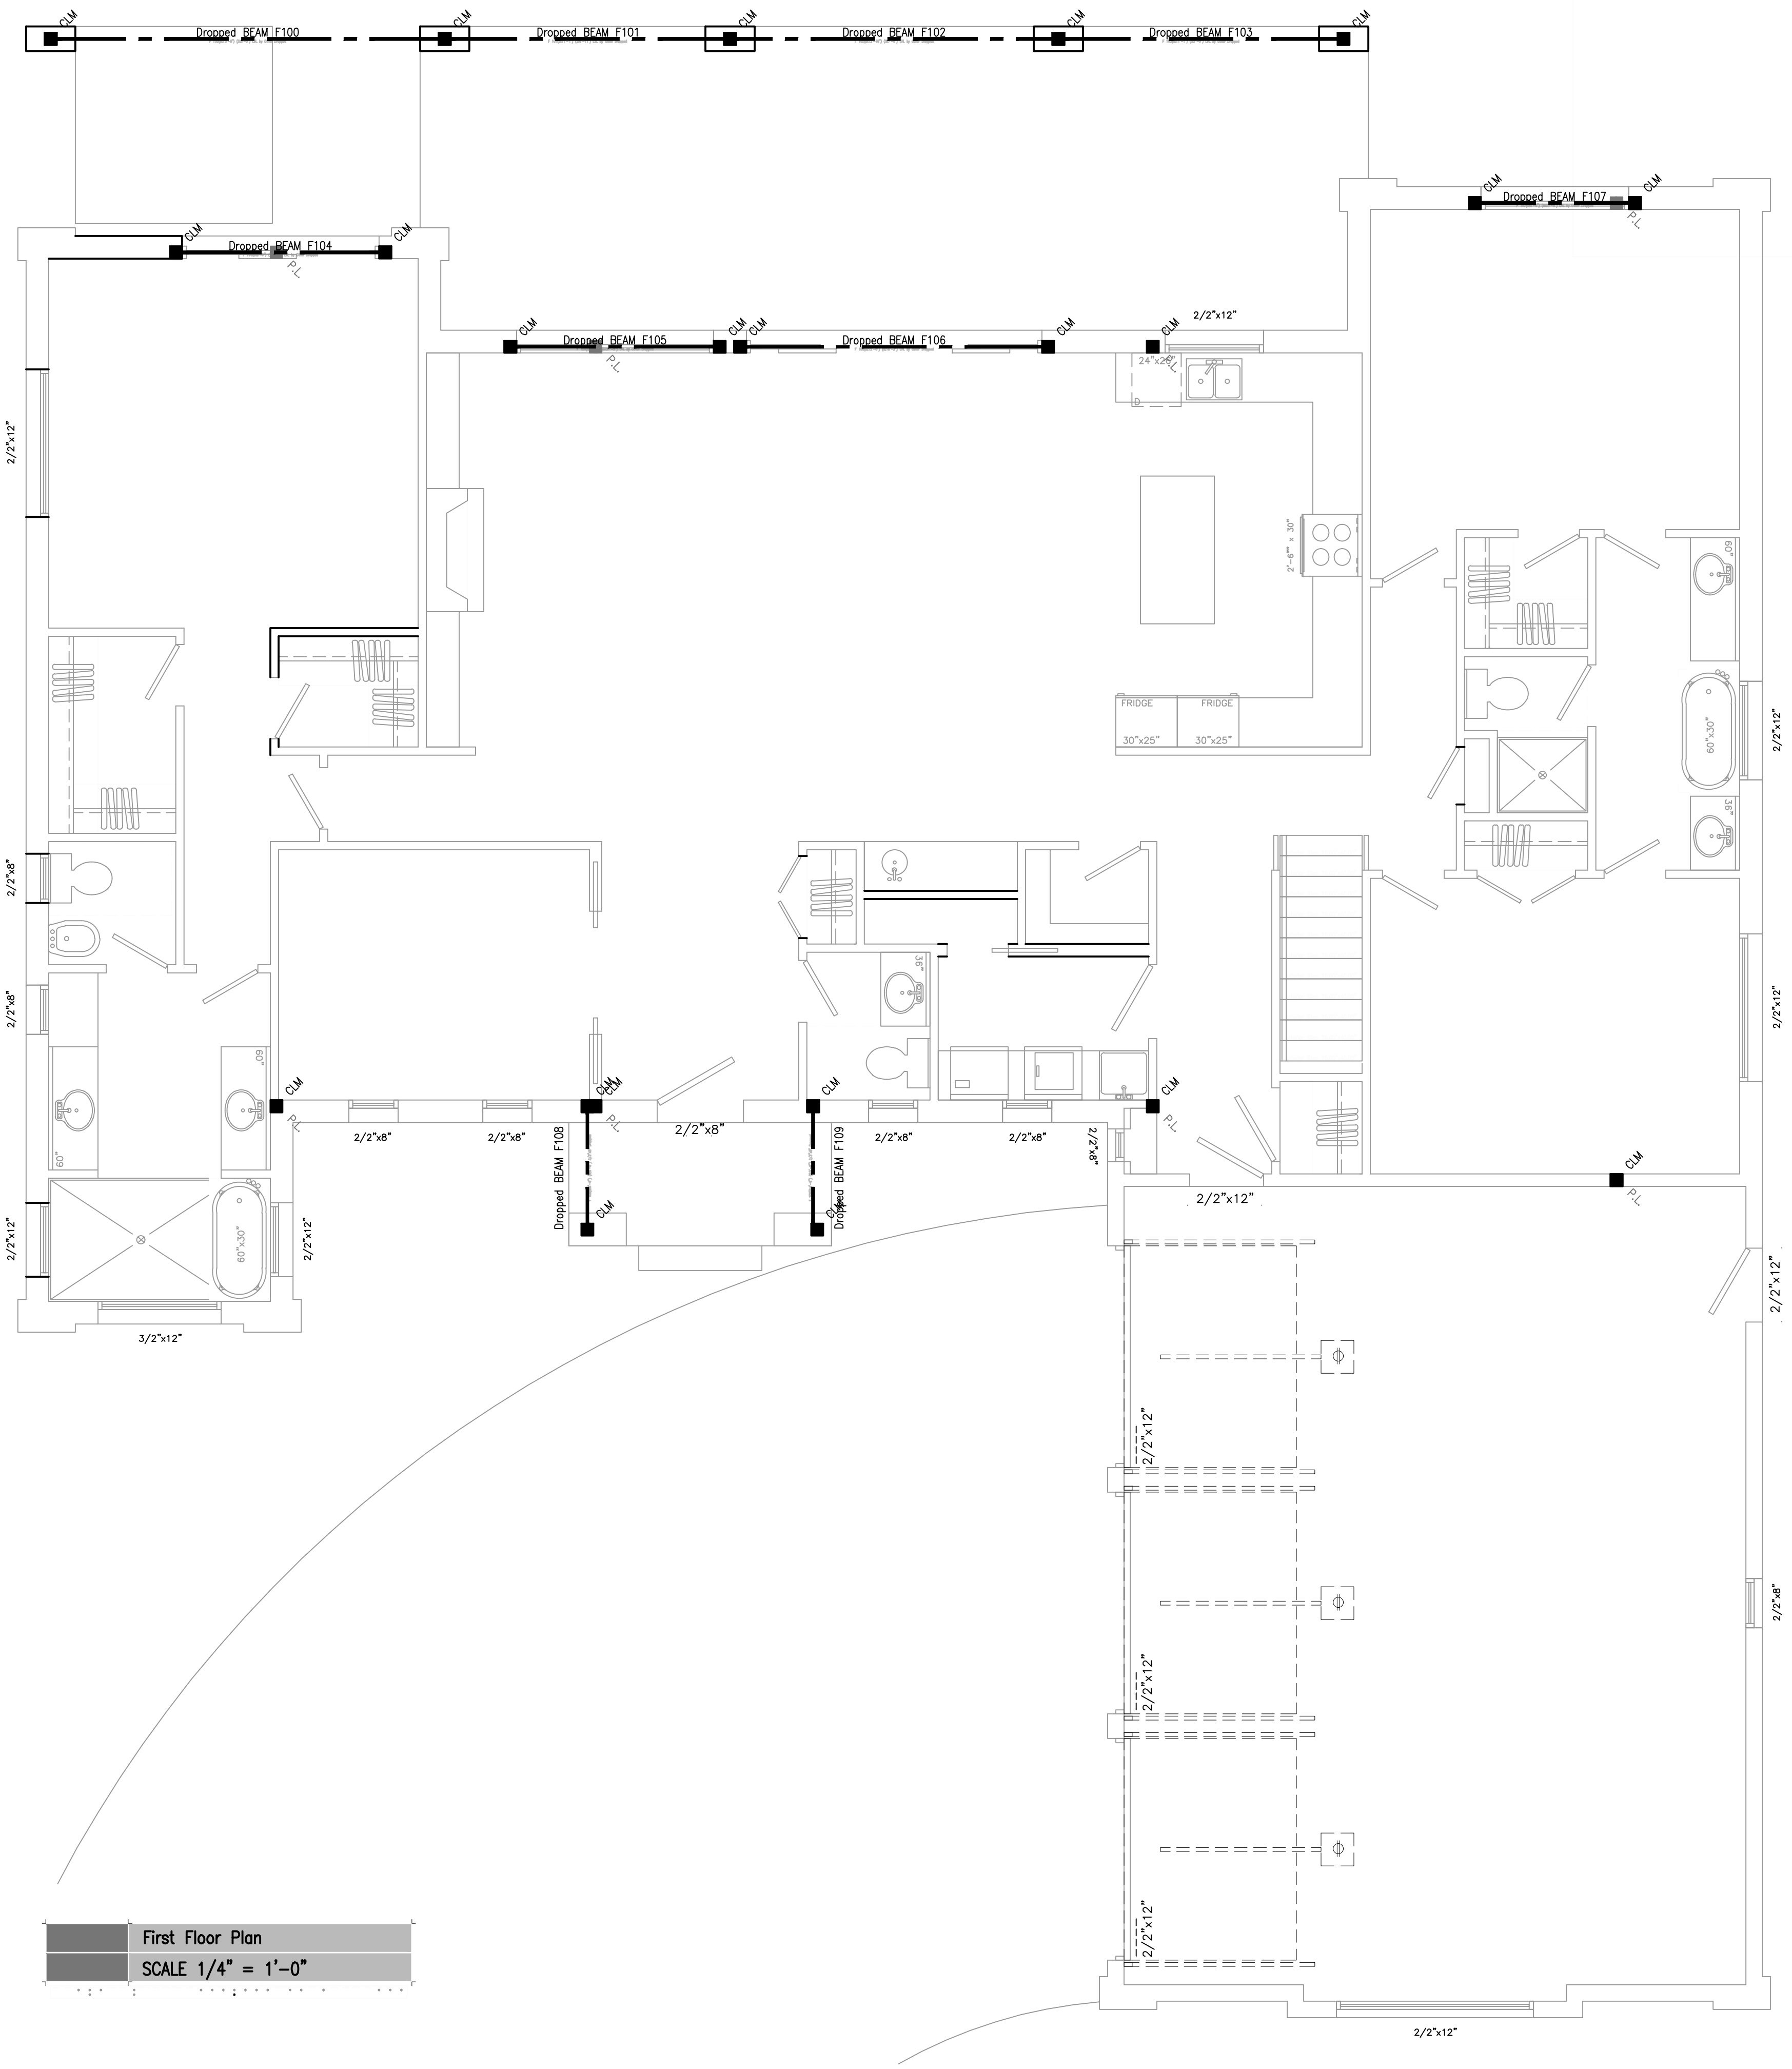 CLM
CLM
CLM
CLM
CLM
Dropped BEAM F100
Dropped BEAM F101
Dropped BEAM F102
Dropped BEAM F103
CLM
CLM
Dropped BEAM F107
P.L
CLM
CLM
Dropped BEAM F104
P.L
2/2"x12"
CLM
CLM
CLM
CLM
Dropped BEAM F105
Dropped BEAM F106
P.L
P.L
24"x26"
D
2/2"x12"
2'-6"" x 30"
60"
FRIDGE
FRIDGE
30"x25"
30"x25"
60"x30"
2/2"x12"
36"
2/2"x8"
36"
2/2"x8"
2/2"x12"
60"
60"
CLM
CLM
CLM
CLM
CLM
P.L
P.L
P.L
2/2"x8"
2/2"x8"
2/2"x8"
2/2"x8"
2/2"x8"
2/2"x8"
Dropped BEAM F108
Dropped BEAM F109
CLM
P.L
CLM
CLM
2/2"x12"
2/2"x12"
60"x30"
2/2"x12"
2/2"x12"
3/2"x12"
2/2"x12"
2/2"x8"
2/2"x12"
2/2"x12"
First Floor Plan
SCALE 1/4" = 1'-0"
2/2"x12"